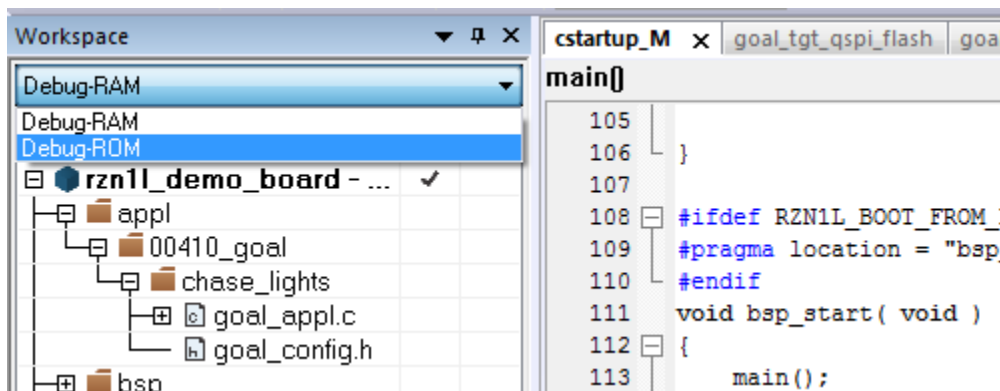 Workspace
Debug-RAM
Debug-RAM
Debug-ROM
rzn1l_demo_board - ...
appl
00410_goal
chase_lights
goal_appl.c
goal_config.h
bsp
cstartup_M
goal_tgt_qspi_flash
goa
main()
105
106 }
107
108 #ifdef RZN1L_BOOT_FROM_
109 #pragma location = "bsp
110 #endif
111 void bsp_start( void )
112 {
113 main();